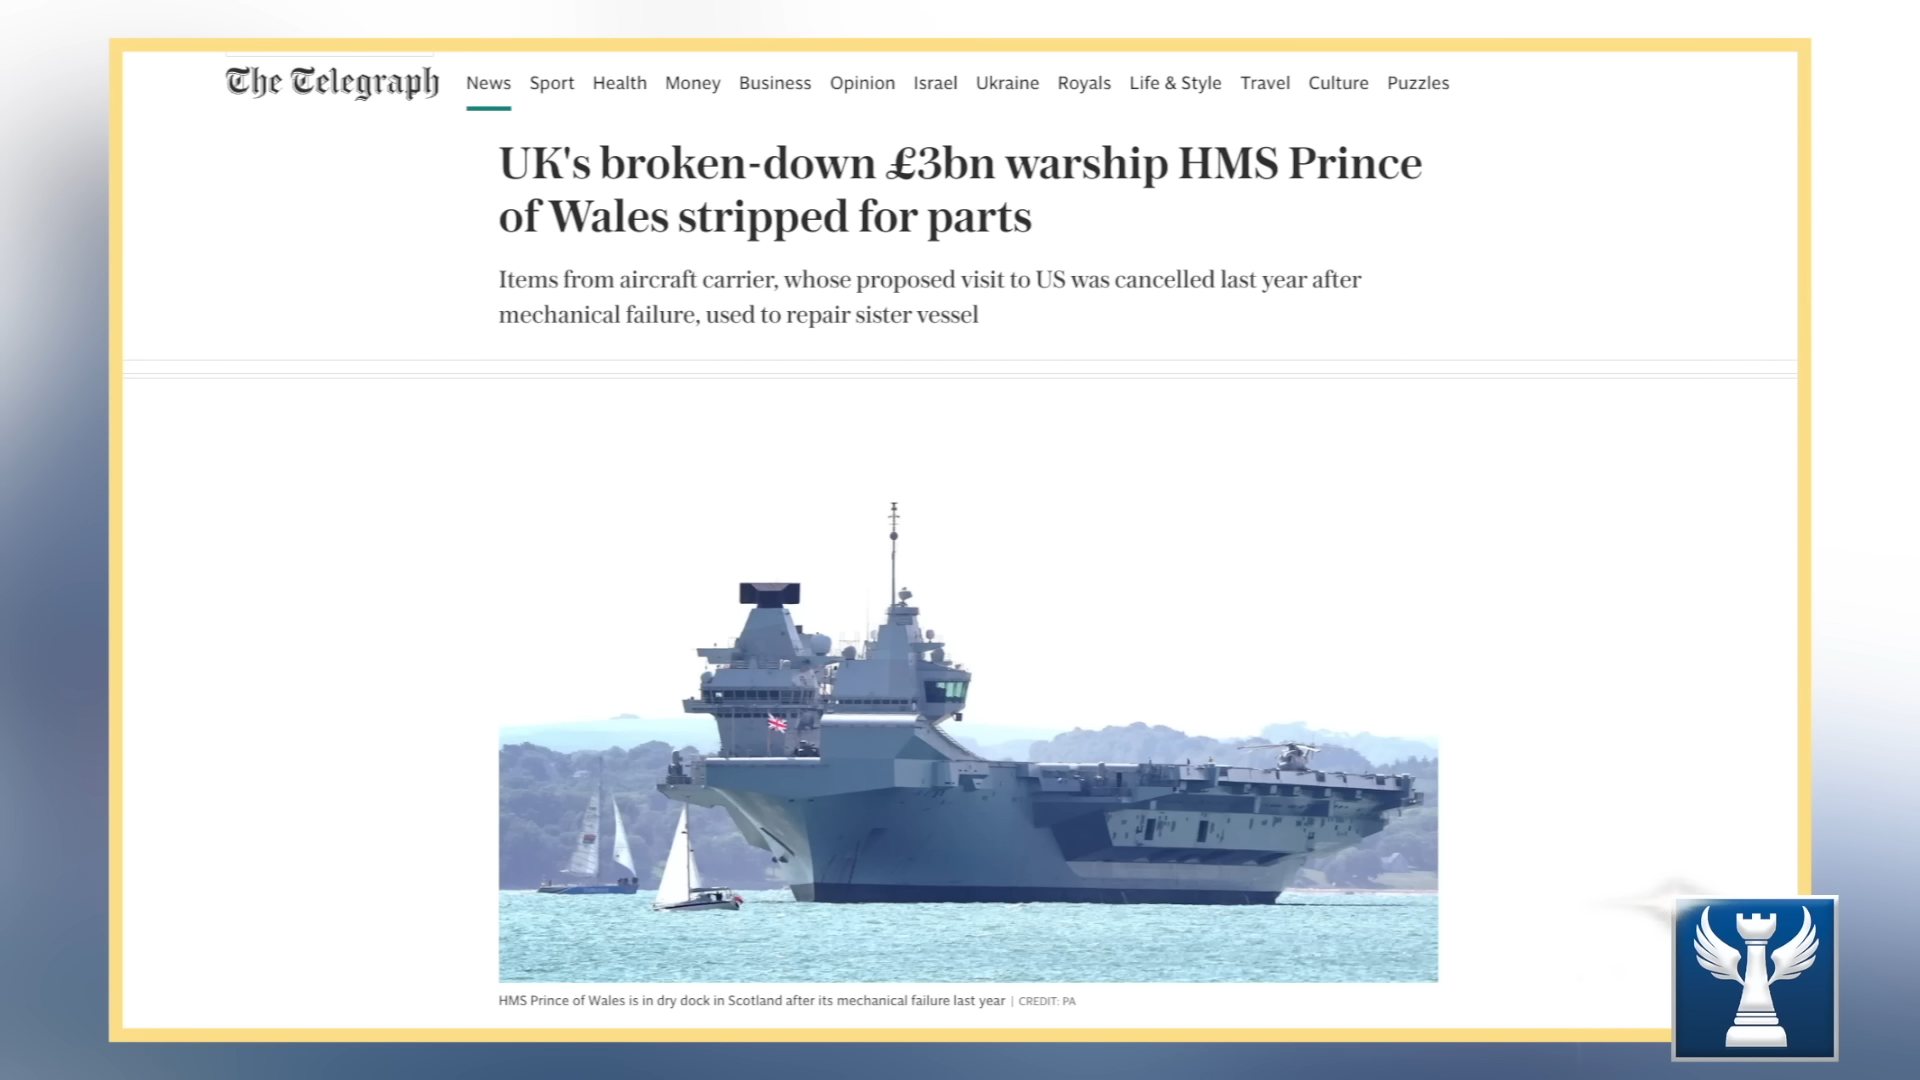 The Telegraph
News Sport Health Money Business Opinion Israel Ukraine Royals Life & Style Travel Culture Puzzles
UK's broken-down £3bn warship HMS Prince
of Wales stripped for parts
Items from aircraft carrier, whose proposed visit to US was cancelled last year after
mechanical failure, used to repair sister vessel
HMS Prince of Wales is in dry dock in Scotland after its mechanical failure last year | CREDIT: PA